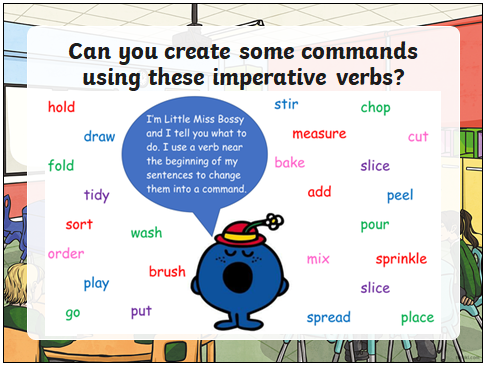 Can you create some commands
using these imperative verbs?
hold
draw
fold
tidy
sort
wash
order
brush
play
go
put
I'm Little Miss Bossy
and I tell you what to
do. I use a verb near
the beginning of my
sentences to change
them into a command.
stir
chop
measure
cut
bake
slice
add
peel
pour
mix
sprinkle
slice
spread
place